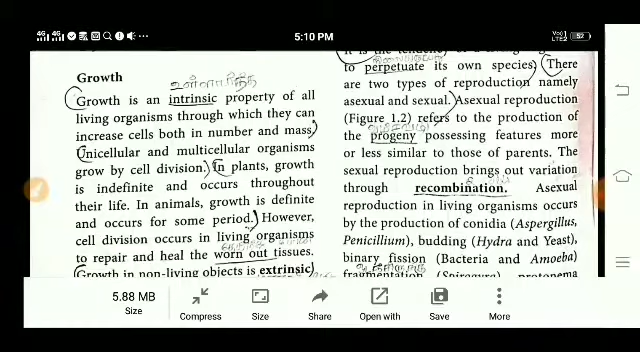 5:10 PM
52
Growth
Growth is an intrinsic property of all
living organisms through which they can
increase cells both in number and mass.
Unicellular and multicellular organisms
grow by cell division. In plants, growth
is indefinite and occurs throughout
their life. In animals, growth is definite
and occurs for some period. However,
cell division occurs in living organisms
to repair and heal the worn out tissues.
Growth in non-living objects is extrinsic
to perpetuate its own species. There
are two types of reproduction namely
asexual and sexual. Asexual reproduction
(Figure 1.2) refers to the production of
the progeny possessing features more
or less similar to those of parents. The
sexual reproduction brings out variation
through recombination. Asexual
reproduction in living organisms occurs
by the production of conidia (Aspergillus,
Penicillium), budding (Hydra and Yeast),
binary fission (Bacteria and Amoeba)
fragmentation (Spirogyra), protonema
5.88 MB
Size
Compress
Size
Share
Open with
Save
More